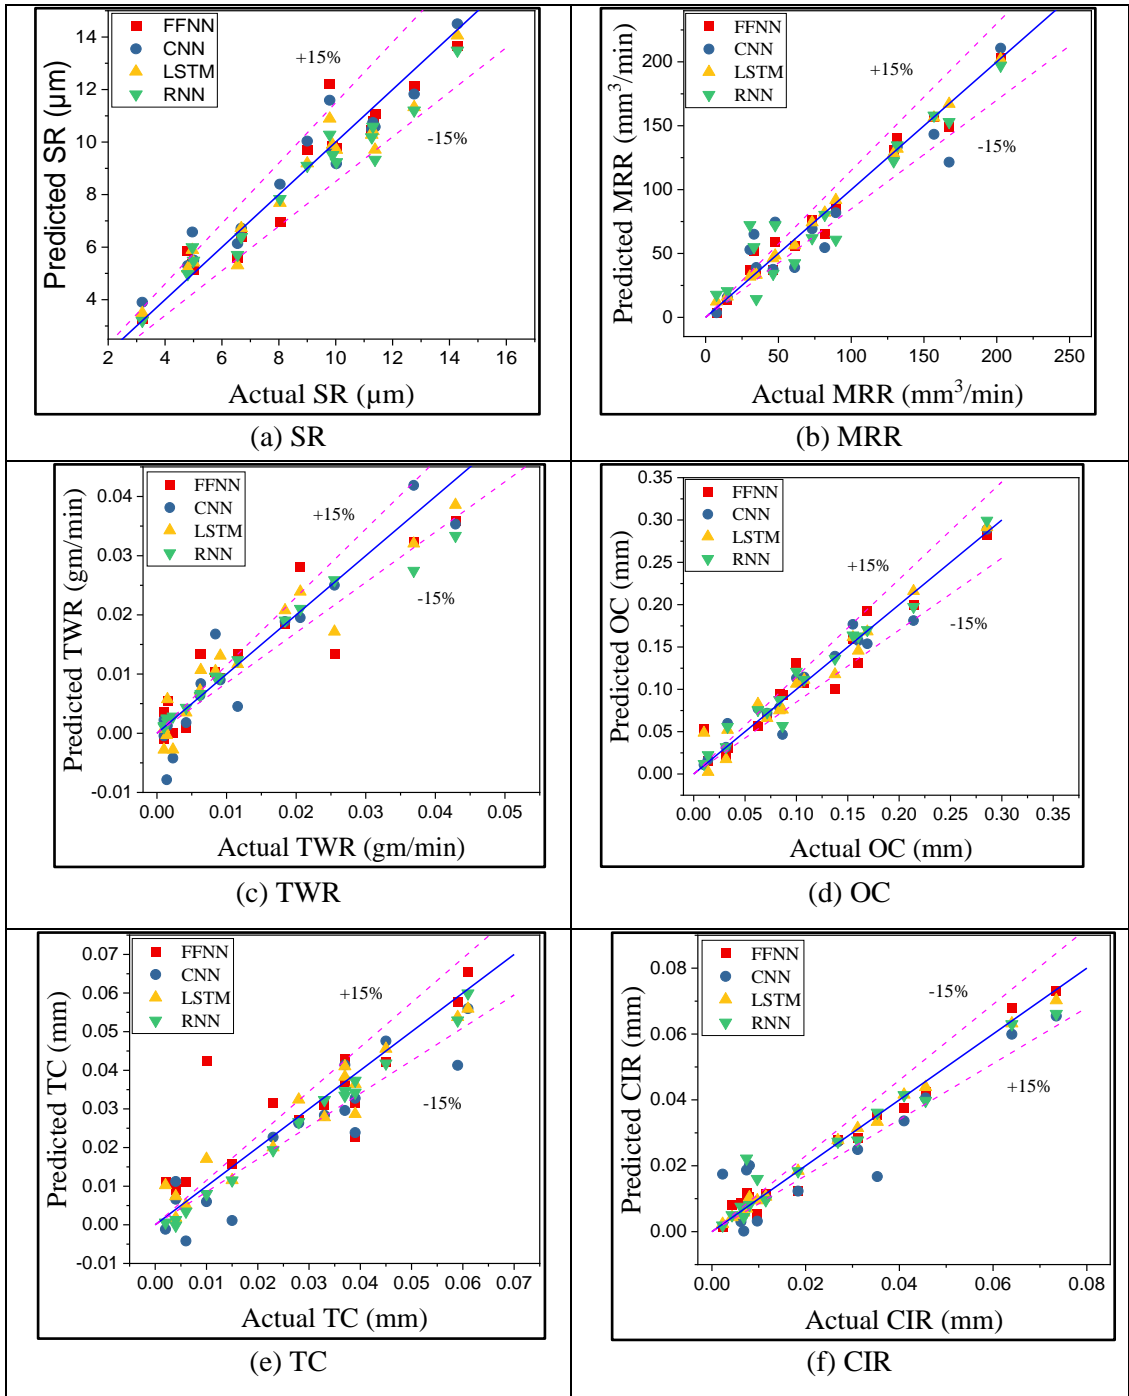 14
12
10
8
6
4
Predicted SR (µm)
FFNN
CNN
LSTM
RNN
+15%
-15%
2 4 6 8 10 12 14 16
Actual SR (µm)
(a) SR
200
150
100
50
0
Predicted MRR (mm³/min)
FFNN
CNN
LSTM
RNN
+15%
-15%
0 50 100 150 200 250
Actual MRR (mm³/min)
(b) MRR
0.04
0.03
0.02
0.01
0.00
-0.01
Predicted TWR (gm/min)
FFNN
CNN
LSTM
RNN
+15%
-15%
0.00 0.01 0.02 0.03 0.04 0.05
Actual TWR (gm/min)
(c) TWR
0.35
0.30
0.25
0.20
0.15
0.10
0.05
0.00
Predicted OC (mm)
FFNN
CNN
LSTM
RNN
+15%
-15%
0.00 0.05 0.10 0.15 0.20 0.25 0.30 0.35
Actual OC (mm)
(d) OC
0.07
0.06
0.05
0.04
0.03
0.02
0.01
0.00
-0.01
Predicted TC (mm)
FFNN
CNN
LSTM
RNN
+15%
-15%
0.00 0.01 0.02 0.03 0.04 0.05 0.06 0.07
Actual TC (mm)
(e) TC
0.08
0.06
0.04
0.02
0.00
Predicted CIR (mm)
FFNN
CNN
LSTM
RNN
-15%
+15%
0.00 0.02 0.04 0.06 0.08
Actual CIR (mm)
(f) CIR